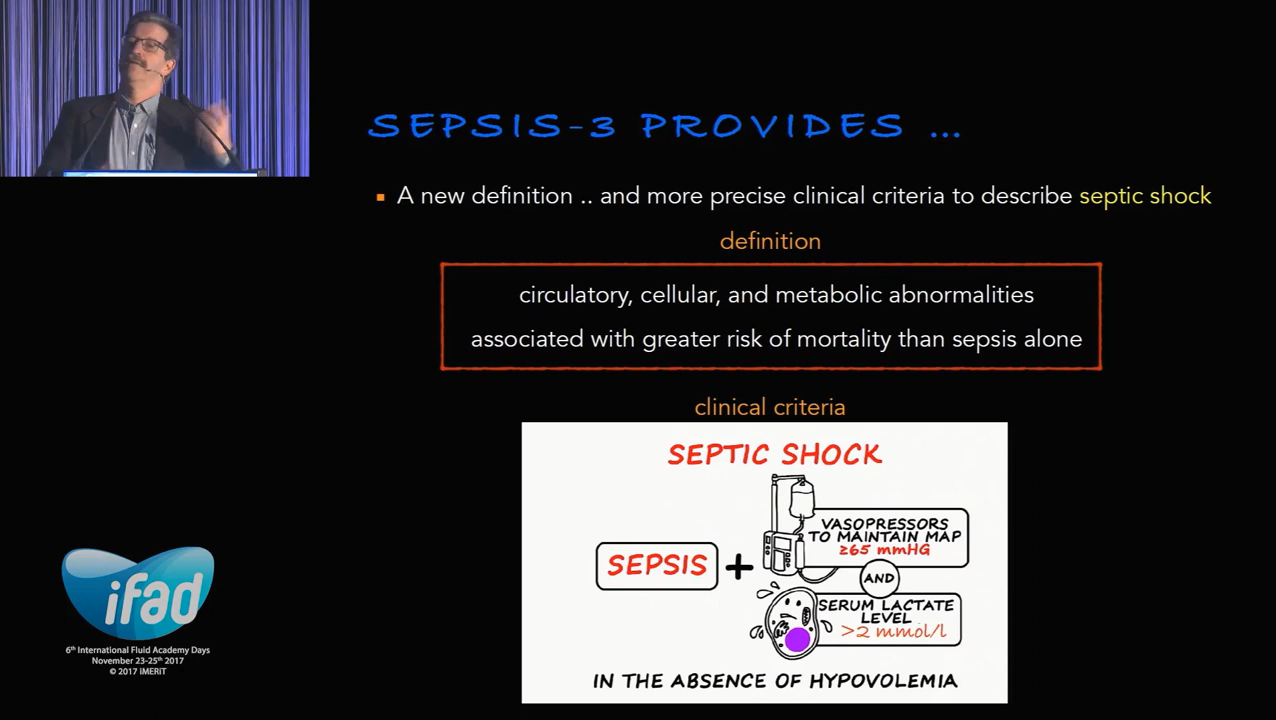 SEPSIS-3 PROVIDES ...
A new definition .. and more precise clinical criteria to describe septic shock
definition
circulatory, cellular, and metabolic abnormalities
associated with greater risk of mortality than sepsis alone
clinical criteria
SEPTIC SHOCK
SEPSIS
+
VASOPRESSORS
TO MAINTAIN MAP
≥65 mmHG
AND
SERUM LACTATE
LEVEL
>2 mmol/l
IN THE ABSENCE OF HYPOVOLEMIA
ifad
6th International Fluid Academy Days
November 23-25th 2017
© 2017 iMERiT